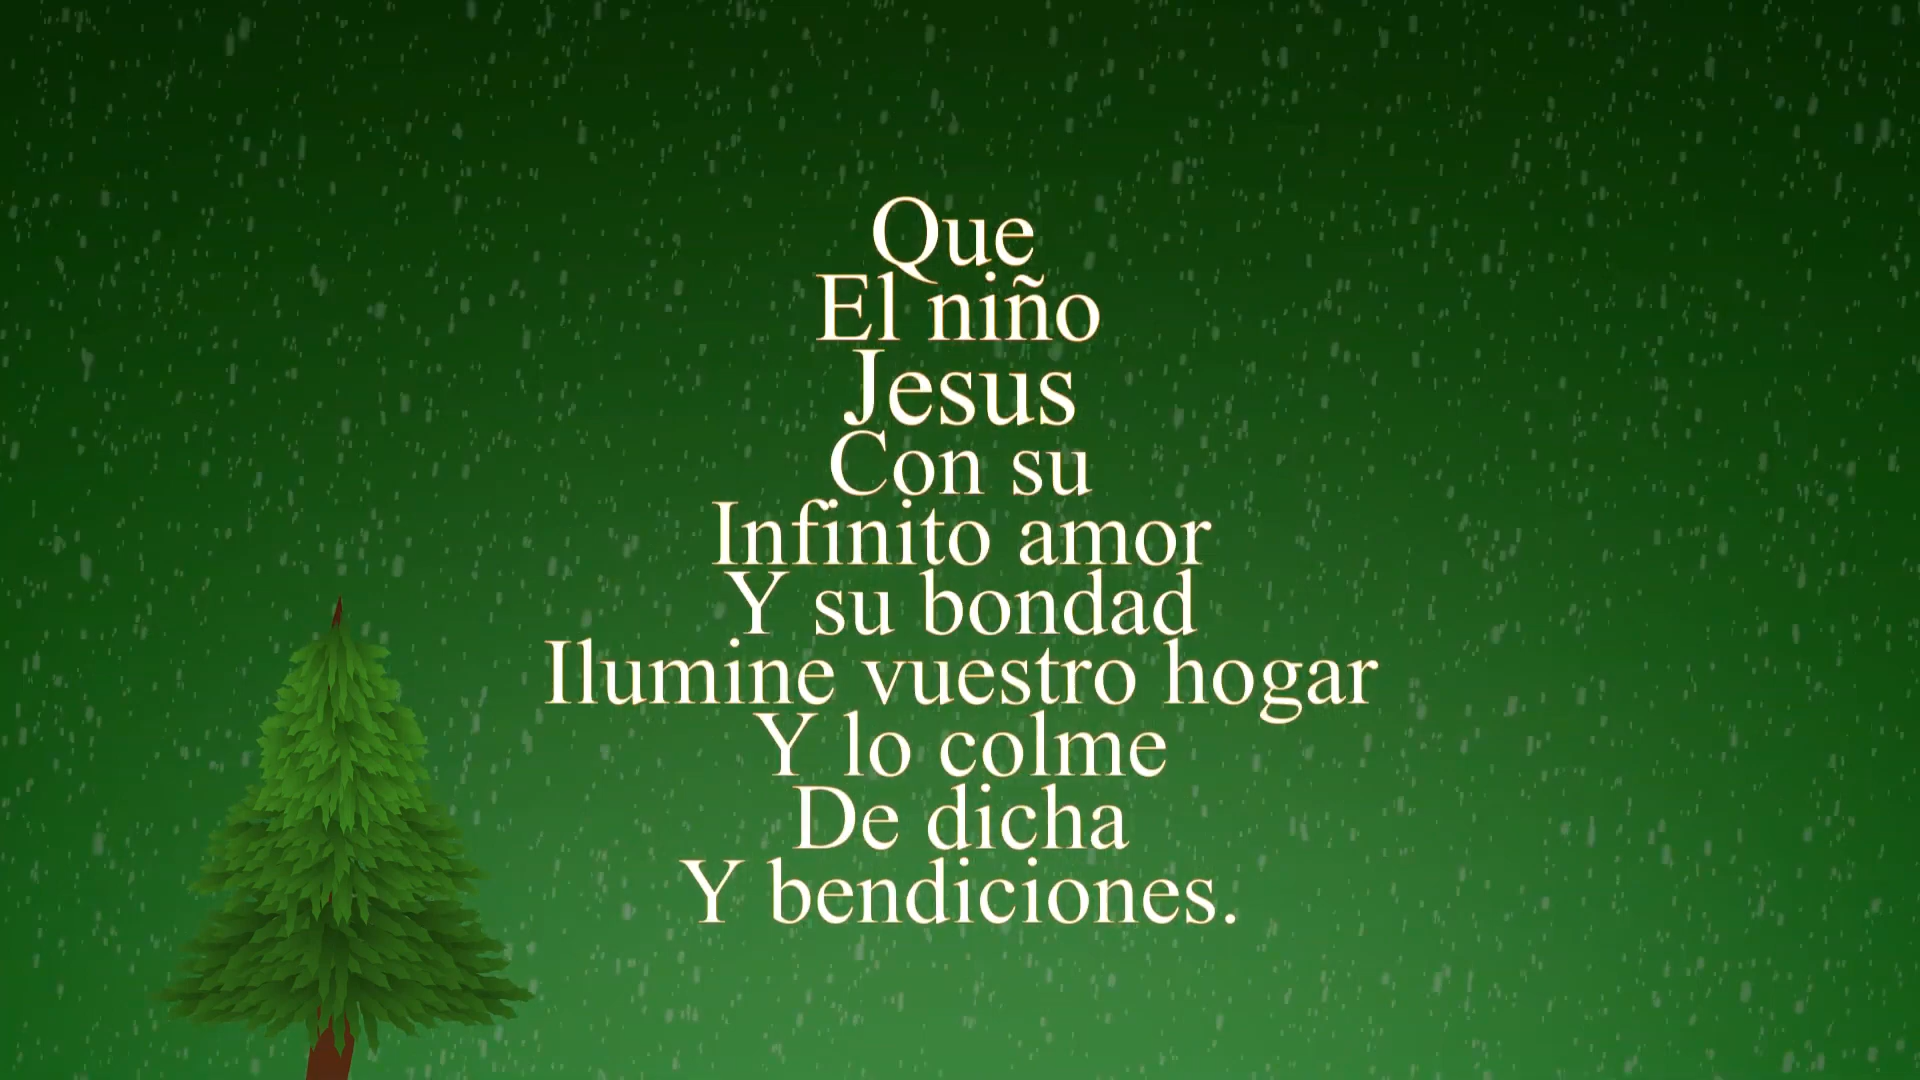 Que
El niño
Jesus
Con su
Infinito amor
Y su bondad
Ilumine vuestro hogar
Y lo colme
De dicha
Y bendiciones.